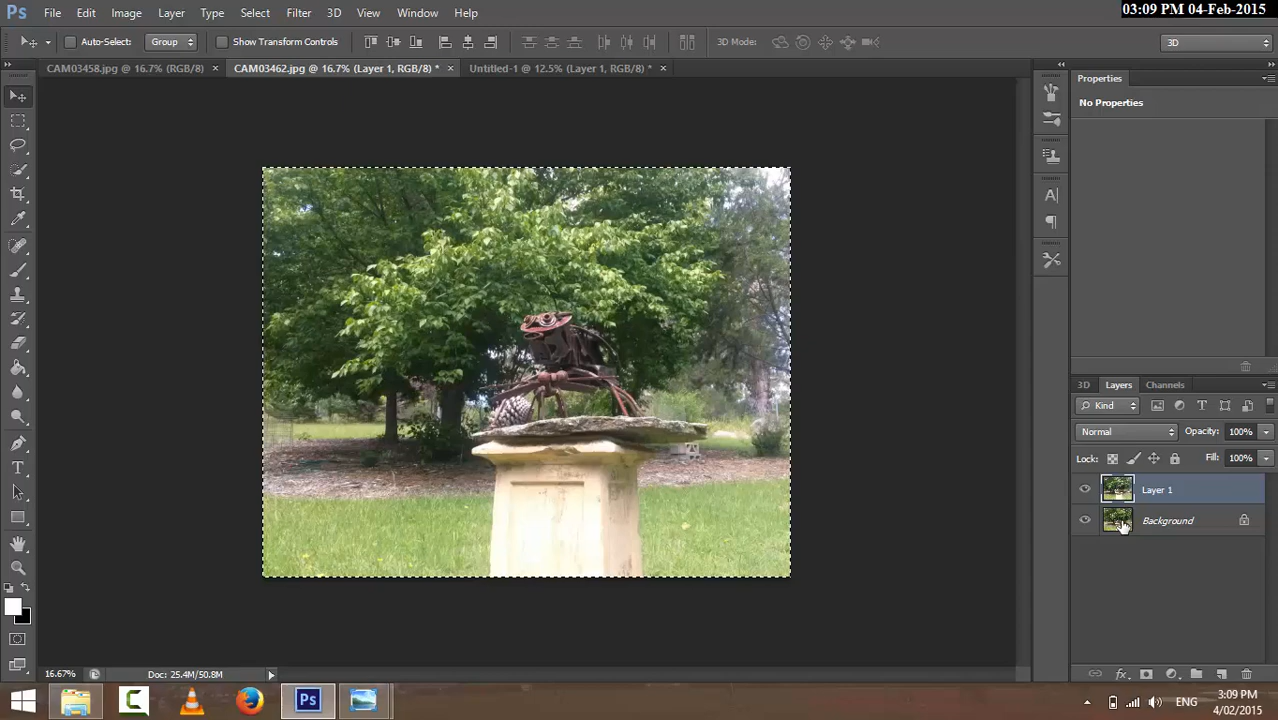 03:09 PM 04-Feb-2015
Ps File Edit Image Layer Type Select Filter 3D View Window Help
Auto-Select: Group Show Transform Controls 3D Mode: 3D
CAM03458.jpg @ 16.7% (RGB/8) × CAM03462.jpg @ 16.7% (Layer 1, RGB/8) * × Untitled-1 @ 12.5% (Layer 1, RGB/8) * ×
Properties
No Properties
3D Layers Channels
Kind
Normal Opacity: 100%
Lock: Fill: 100%
Layer 1
Background
16.67% Doc: 25.4M/50.8M
Ps ENG 3:09 PM
4/02/2015